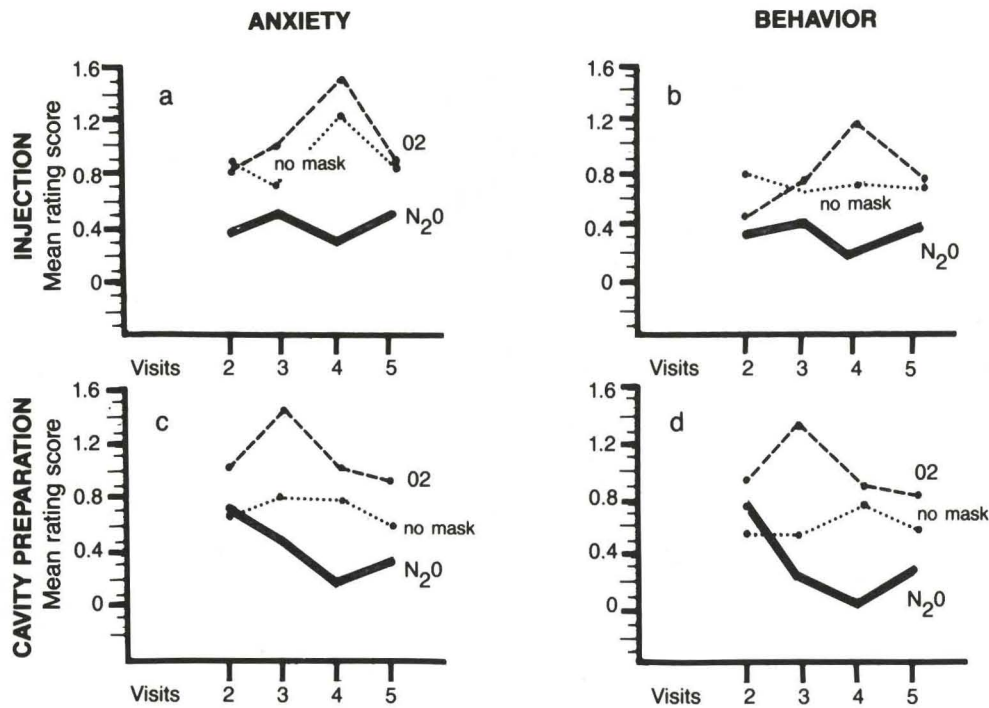 ANXIETY
BEHAVIOR
INJECTION
Mean rating score
1.6
1.2
0.8
0.4
0
a
02
no mask
N₂0
Visits 2 3 4 5
1.6
1.2
0.8
0.4
0
b
no mask
N₂0
Visits 2 3 4 5
CAVITY PREPARATION
Mean rating score
1.6
1.2
0.8
0.4
0
c
02
no mask
N₂0
Visits 2 3 4 5
1.6
1.2
0.8
0.4
0
d
02
no mask
N₂0
Visits 2 3 4 5